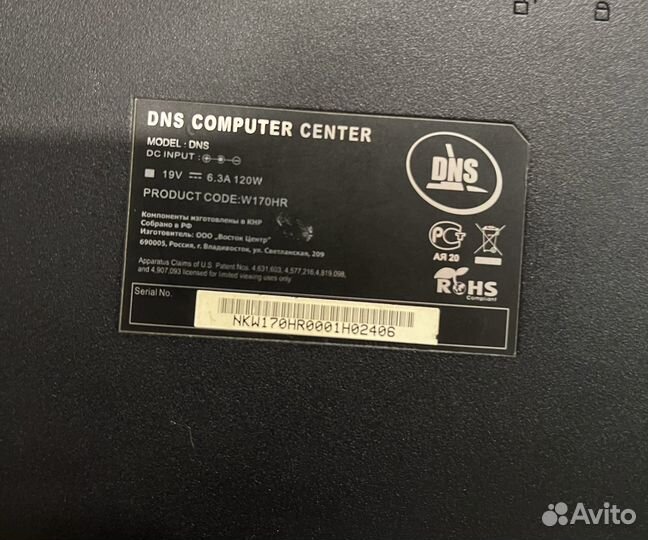 DNS COMPUTER CENTER
MODEL : DNS
DC INPUT :
19V 6.3A 120W
PRODUCT CODE:W170HR
Компоненты изготовлены в КНР
Собрано в РФ
Изготовитель: ООО „Восток Центр"
690005, Россия, г. Владивосток, ул. Светланская, 209
Apparatus Claims of U.S. Patent Nos. 4,631,603, 4,577,216,4,819,098,
and 4,907,093 licensed for limited viewing uses only
Serial No.
NKW170HR0001H02406
DNS
АЯ 20
RoHS
Compliant
Avito